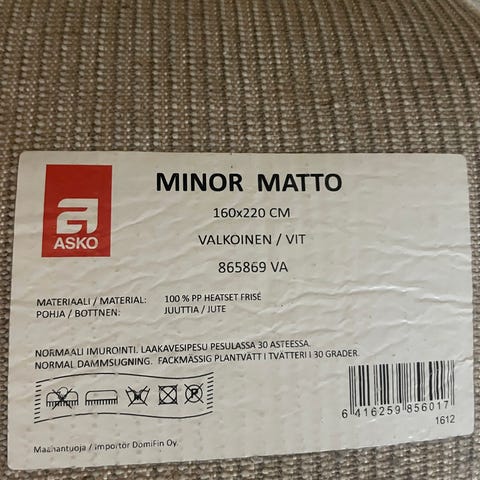 ASKO
MINOR MATTO
160x220 CM
VALKOINEN / VIT
865869 VA
MATERIAALI / MATERIAL: 100 % PP HEATSET FRISÉ
POHJA / BOTTNEN: JUUTTIA / JUTE
NORMAALI IMUROINTI. LAAKAVESIPESU PESULASSA 30 ASTEESSA.
NORMAL DAMMSUGNING. FACKMÄSSIG PLANTVÄTT I TVÄTTERI I 30 GRADER.
P
6 416259 856017
1612
Maahantuoja / Importör DomiFin Oy.